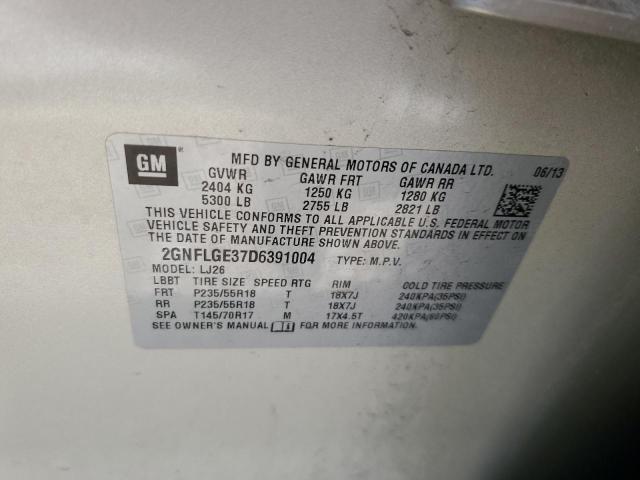 GM
MFD BY GENERAL MOTORS OF CANADA LTD. 06/13
GVWR GAWR FRT GAWR RR
2404 KG 1250 KG 1280 KG
5300 LB 2755 LB 2821 LB
THIS VEHICLE CONFORMS TO ALL APPLICABLE U.S. FEDERAL MOTOR
VEHICLE SAFETY AND THEFT PREVENTION STANDARDS IN EFFECT ON
THE DATE OF MANUFACTURE SHOWN ABOVE.
2GNFLGE37D6391004 TYPE: M.P.V.
MODEL: LJ26
LBBT TIRE SIZE SPEED RTG RIM COLD TIRE PRESSURE
FRT P235/55R18 T 18X7J 240KPA(35PSI)
RR P235/55R18 T 18X7J 240KPA(35PSI)
SPA T145/70R17 M 17X4.5T 420KPA(60PSI)
SEE OWNER'S MANUAL FOR MORE INFORMATION.